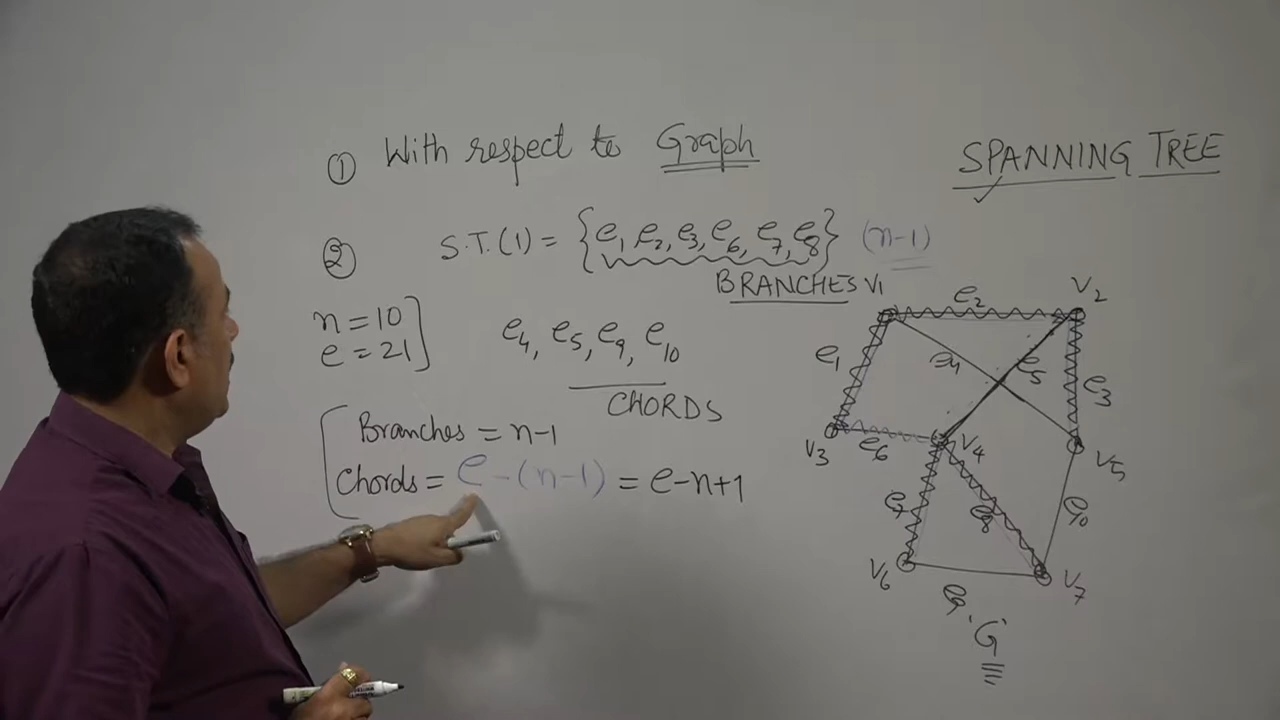 ① With respect to Graph
SPANNING TREE
② S.T.(1) = {e1, e2, e3, e6, e7, e8} (n-1)
BRANCHES
n = 10
e = 21
e4, e5, e9, e10
CHORDS
Branches = n-1
Chords = e-(n-1) = e-n+1
V1
e2
V2
e1
e4
e5
e3
V3
e6
V4
V5
e7
e8
e10
V6
V7
e9
G